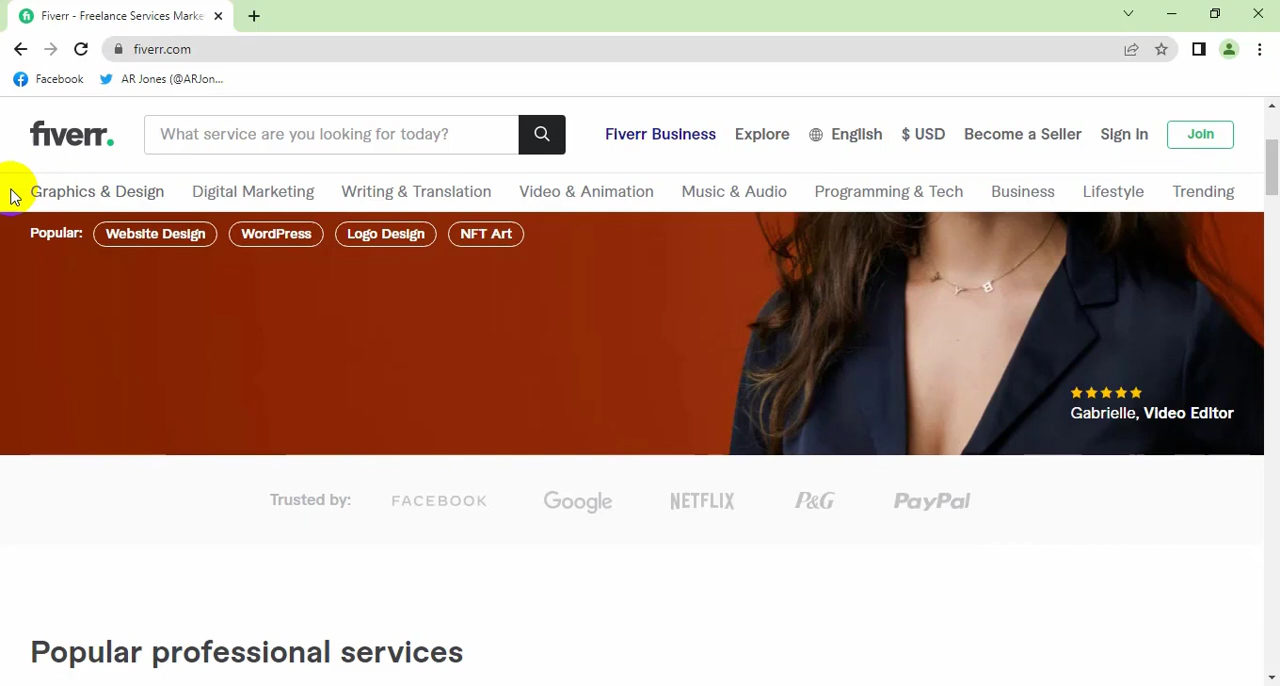 Fiverr - Freelance Services Marke
fiverr.com
Facebook AR Jones (@ARJon...
fiverr. What service are you looking for today? Fiverr Business Explore English $ USD Become a Seller Sign In Join
Graphics & Design Digital Marketing Writing & Translation Video & Animation Music & Audio Programming & Tech Business Lifestyle Trending
Popular: Website Design WordPress Logo Design NFT Art
Gabrielle, Video Editor
Trusted by: FACEBOOK Google NETFLIX P&G PayPal
Popular professional services